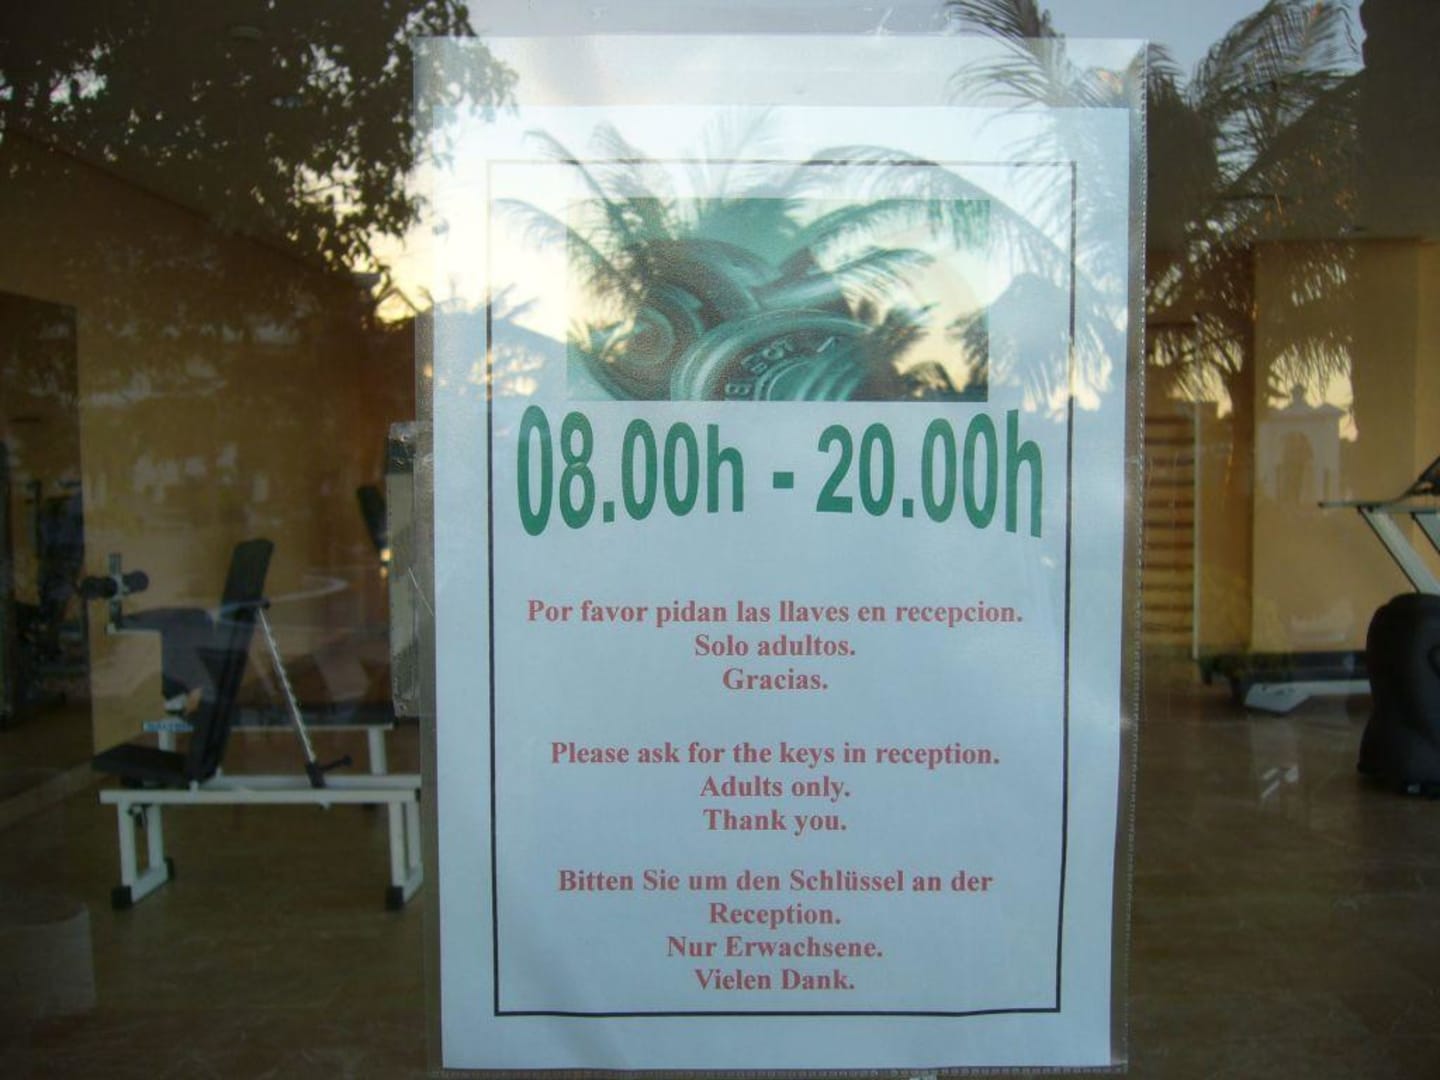 08.00h - 20.00h
Por favor pidan las llaves en recepcion.
Solo adultos.
Gracias.
Please ask for the keys in reception.
Adults only.
Thank you.
Bitten Sie um den Schlüssel an der
Reception.
Nur Erwachsene.
Vielen Dank.